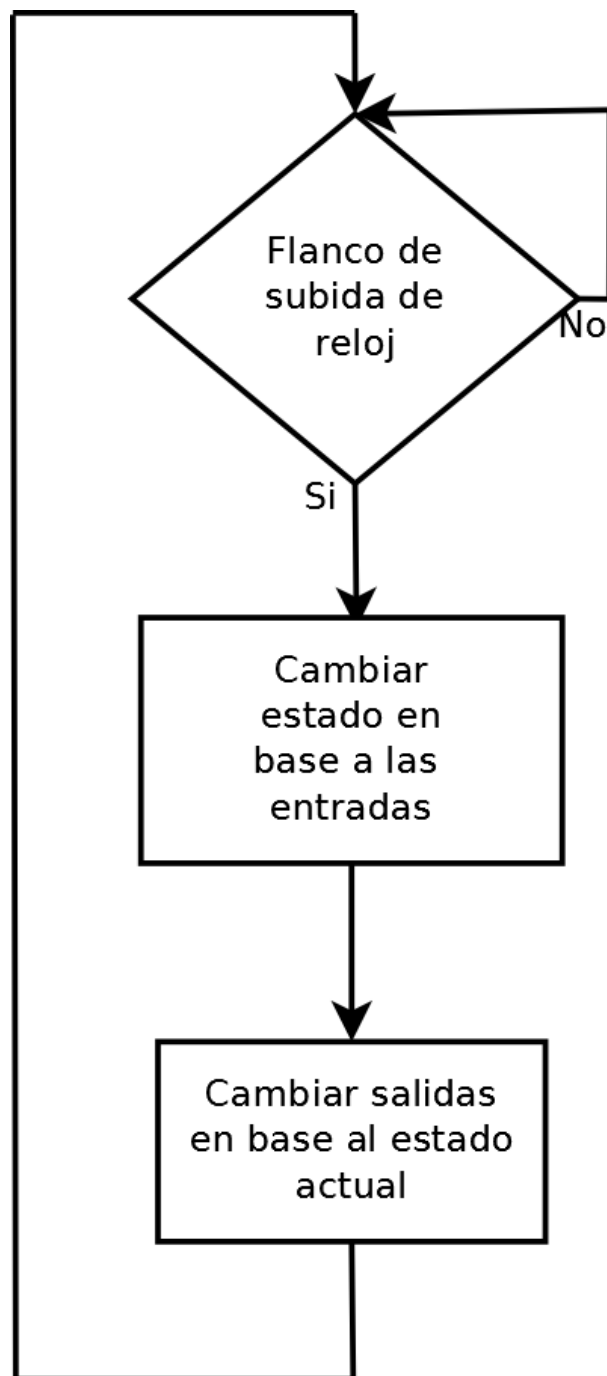 Flanco de
subida de
reloj
No
Si
Cambiar
estado en
base a las
entradas
Cambiar salidas
en base al estado
actual